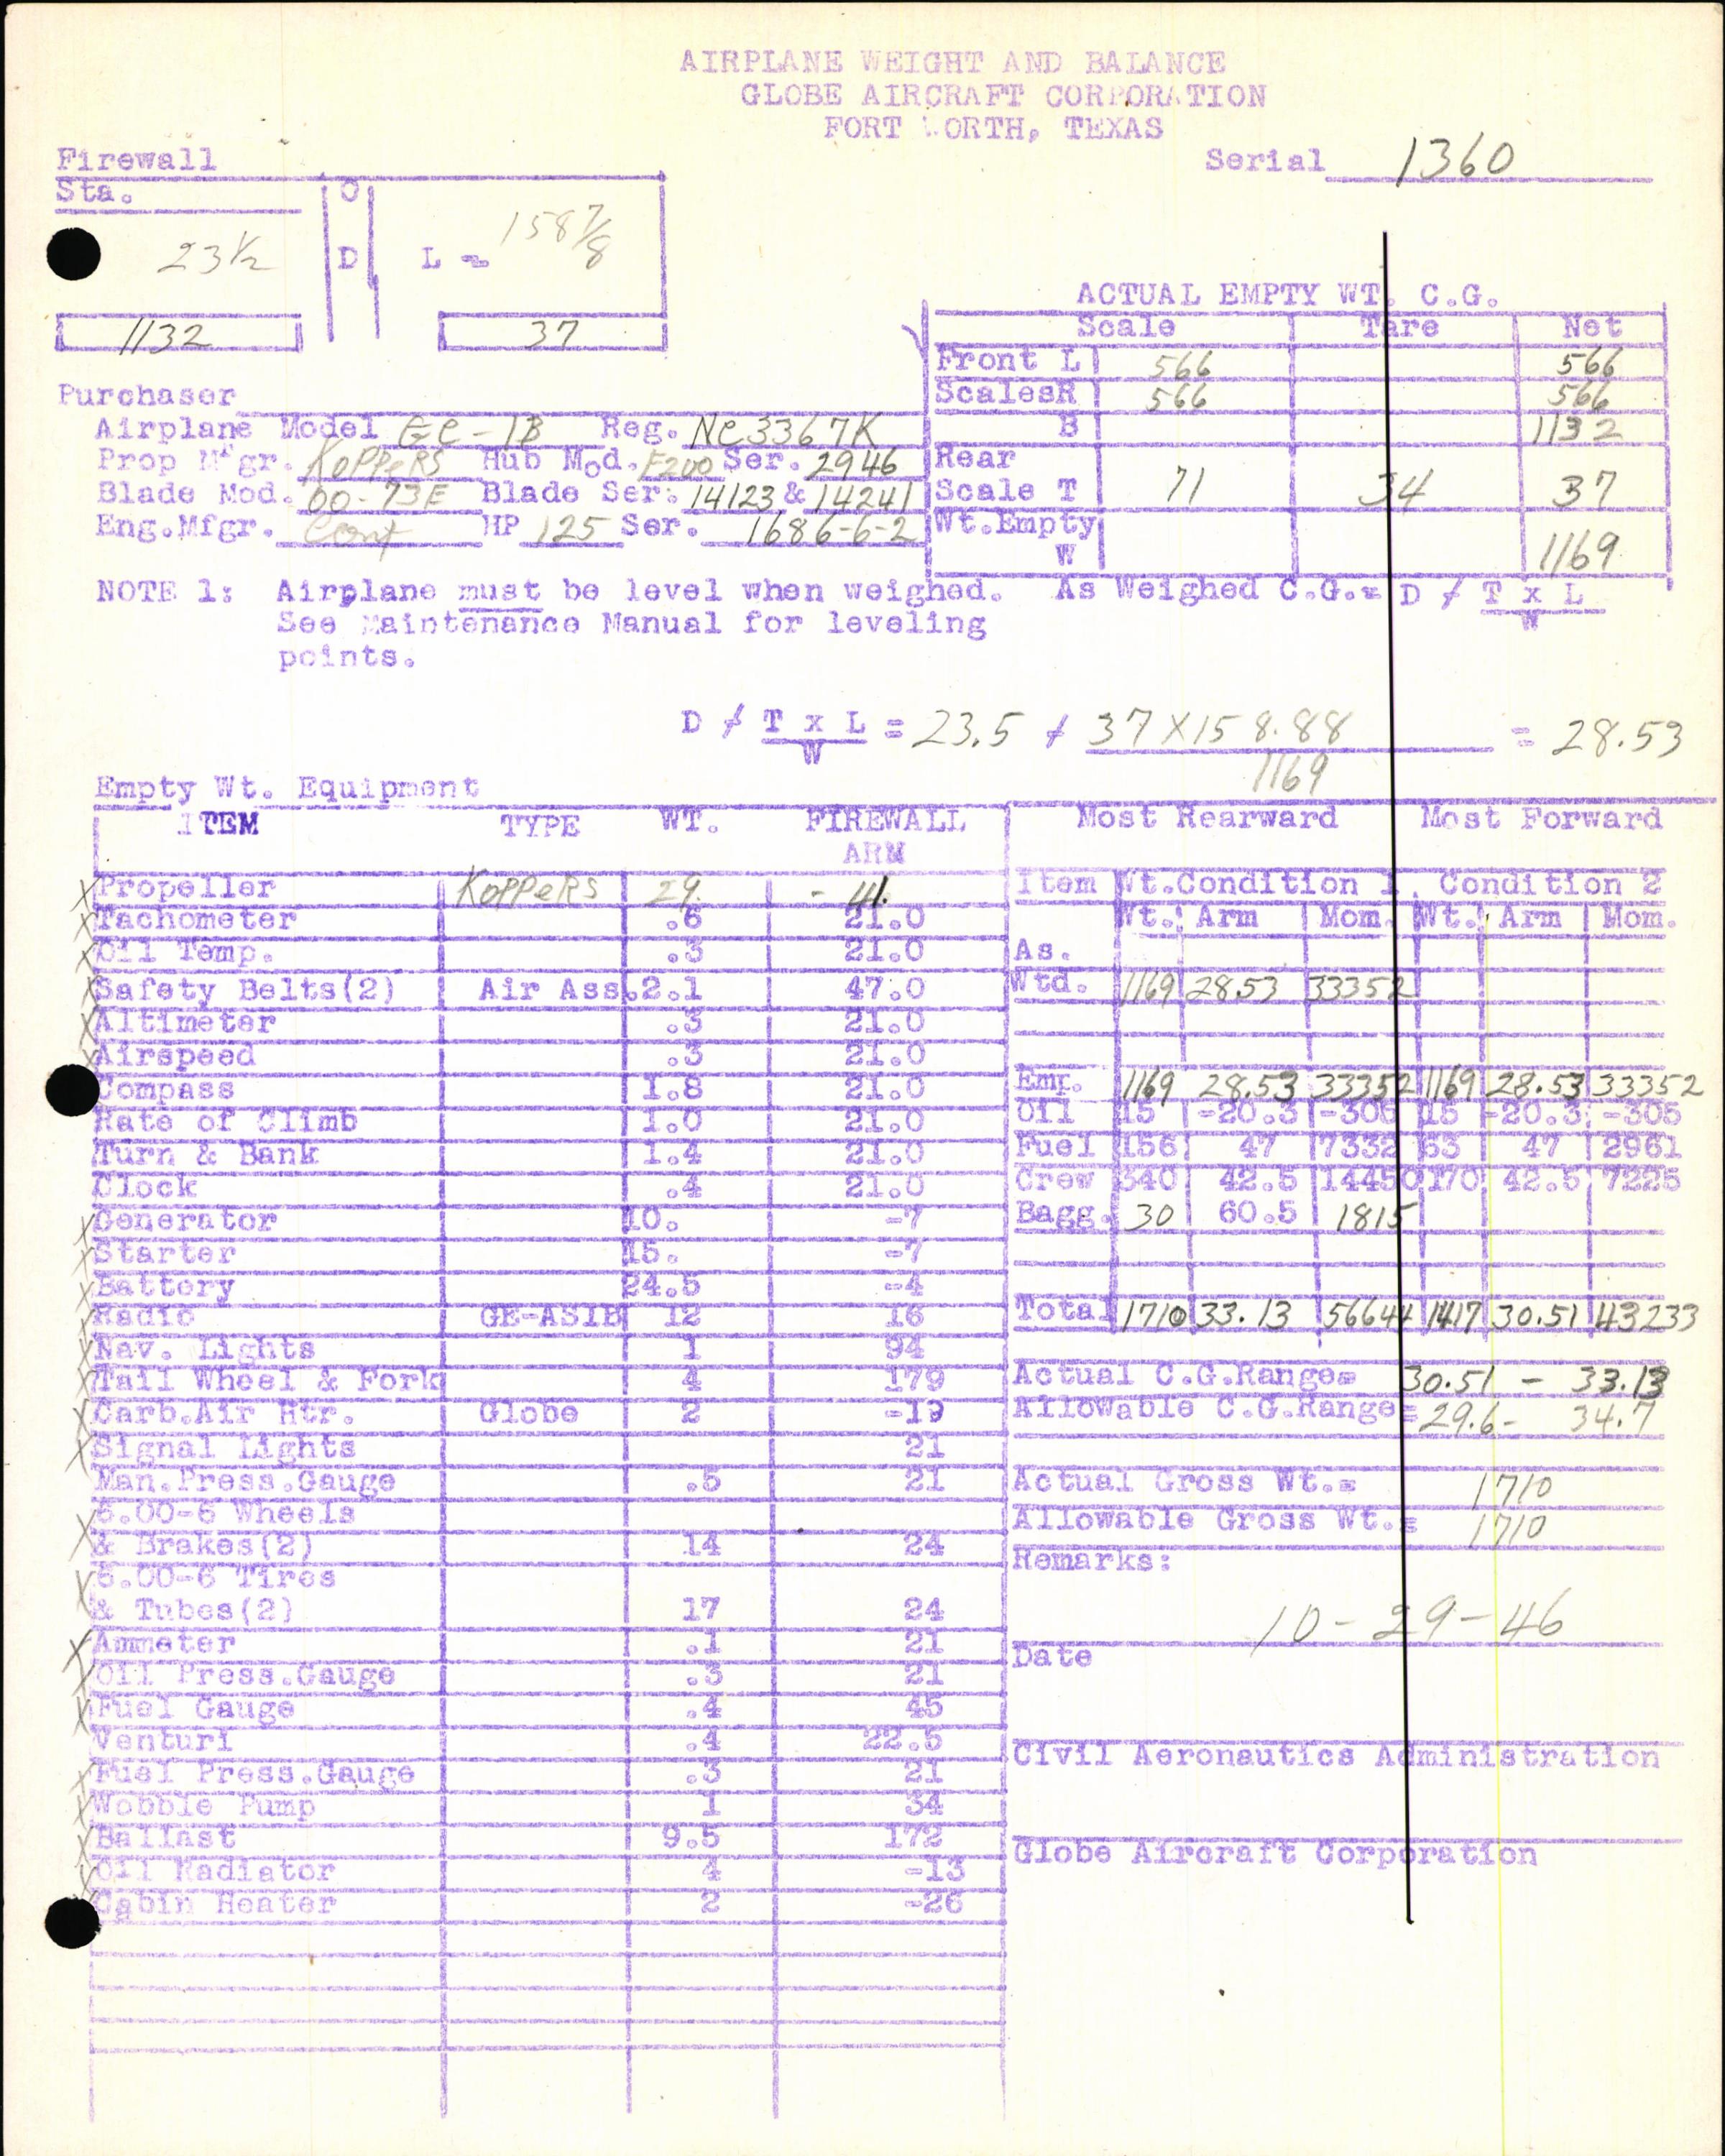 AIRPLANE WEIGHT AND BALANCE
GLOBE AIRCRAFT CORPORATION
FORT WORTH, TEXAS
Serial 1360
Firewall
Sta. O
23 1/2 D L = 158 7/8
1132 37
ACTUAL EMPTY WT. C.G.
Scale Tare Net
Front L 566 566
Scales R 566 566
B 1132
Rear
Scale T 71 34 37
Wt.Empty
W 1169
Purchaser
Airplane Model GC-1B Reg. NC3367K
Prop M'gr. KOPPERS Hub Mod. F200 Ser. 2946
Blade Mod. 00-73E Blade Ser: 14123 & 14241
Eng.Mfgr. Cont HP 125 Ser. 1686-6-2
NOTE 1: Airplane must be level when weighed. As Weighed C.G.= D / T x L
W
See Maintenance Manual for leveling
points.
D / T x L = 23.5 / 37 X 158.88 = 28.53
W 1169
Empty Wt. Equipment
ITEM TYPE WT. FIREWALL
ARM
X Propeller KOPPERS 29. - 41.
X Tachometer .6 21.0
X Oil Temp. .3 21.0
X Safety Belts(2) Air Ass. 2.1 47.0
X Altimeter .3 21.0
X Airspeed .3 21.0
Compass 1.8 21.0
Rate of Climb 1.0 21.0
Turn & Bank 1.4 21.0
Clock .4 21.0
X Generator 10. -7
X Starter 15. -7
X Battery 24.5 -4
X Radio GE-AS1B 12 16
X Nav. Lights 1 94
X Tail Wheel & Fork 4 179
X Carb.Air Htr. Globe 2 -19
X Signal Lights 21
Man.Press.Gauge .5 21
6.00-6 Wheels
X & Brakes(2) 14 24
X 6.00-6 Tires
& Tubes(2) 17 24
X Ammeter .1 21
X Oil Press.Gauge .3 21
X Fuel Gauge .4 45
Venturi .4 22.5
X Fuel Press.Gauge .3 21
X Wobble Pump 1 34
X Ballast 9.5 172
X Oil Radiator 4 -13
Cabin Heater 2 -26
Most Rearward Most Forward
Item Wt.Condition 1. Condition 2
Wt. Arm Mom. Wt. Arm Mom.
As.
Wtd. 1169 28.53 33352
Emp. 1169 28.53 33352 1169 28.53 33352
Oil 15 -20.3 -305 15 -20.3 -305
Fuel 156 47 7332 63 47 2961
Crew 340 42.5 14450 170 42.5 7225
Bagg. 30 60.5 1815
Total 1710 33.13 56644 1417 30.51 43233
Actual C.G.Range= 30.51 - 33.13
Allowable C.G.Range= 29.6 - 34.7
Actual Gross Wt.= 1710
Allowable Gross Wt.= 1710
Remarks:
10-29-46
Date
Civil Aeronautics Administration
Globe Aircraft Corporation